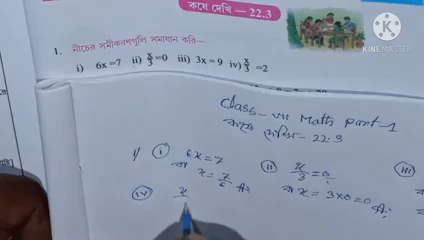 কষে দেখি – 22.3
KINEMASTER
1. নীচের সমীকরণগুলি সমাধান করি—
i) 6x=7 ii) x/3=0 iii) 3x=9 iv) x/3=2
Class- VII Math Part-1
কষে দেখি- 22.3
1) (i) 6x=7 (ii) x/3=0 (iii)
বা x=7/6 বা x=3×0=0
(iv) x